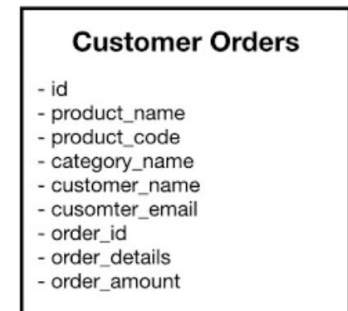 Customer Orders
- id
- product_name
- product_code
- category_name
- customer_name
- cusomter_email
- order_id
- order_details
- order_amount